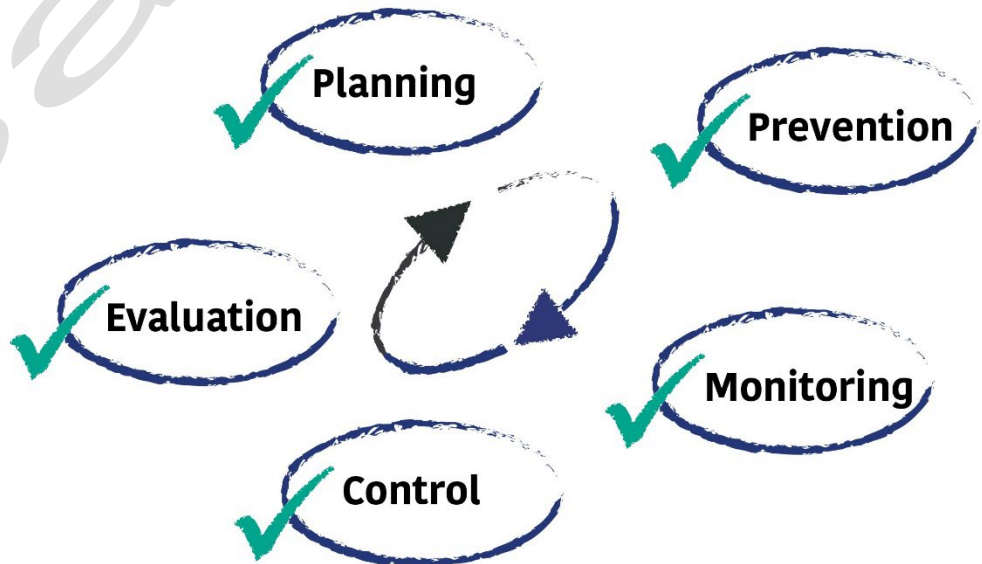 Planning
Prevention
Monitoring
Control
Evaluation